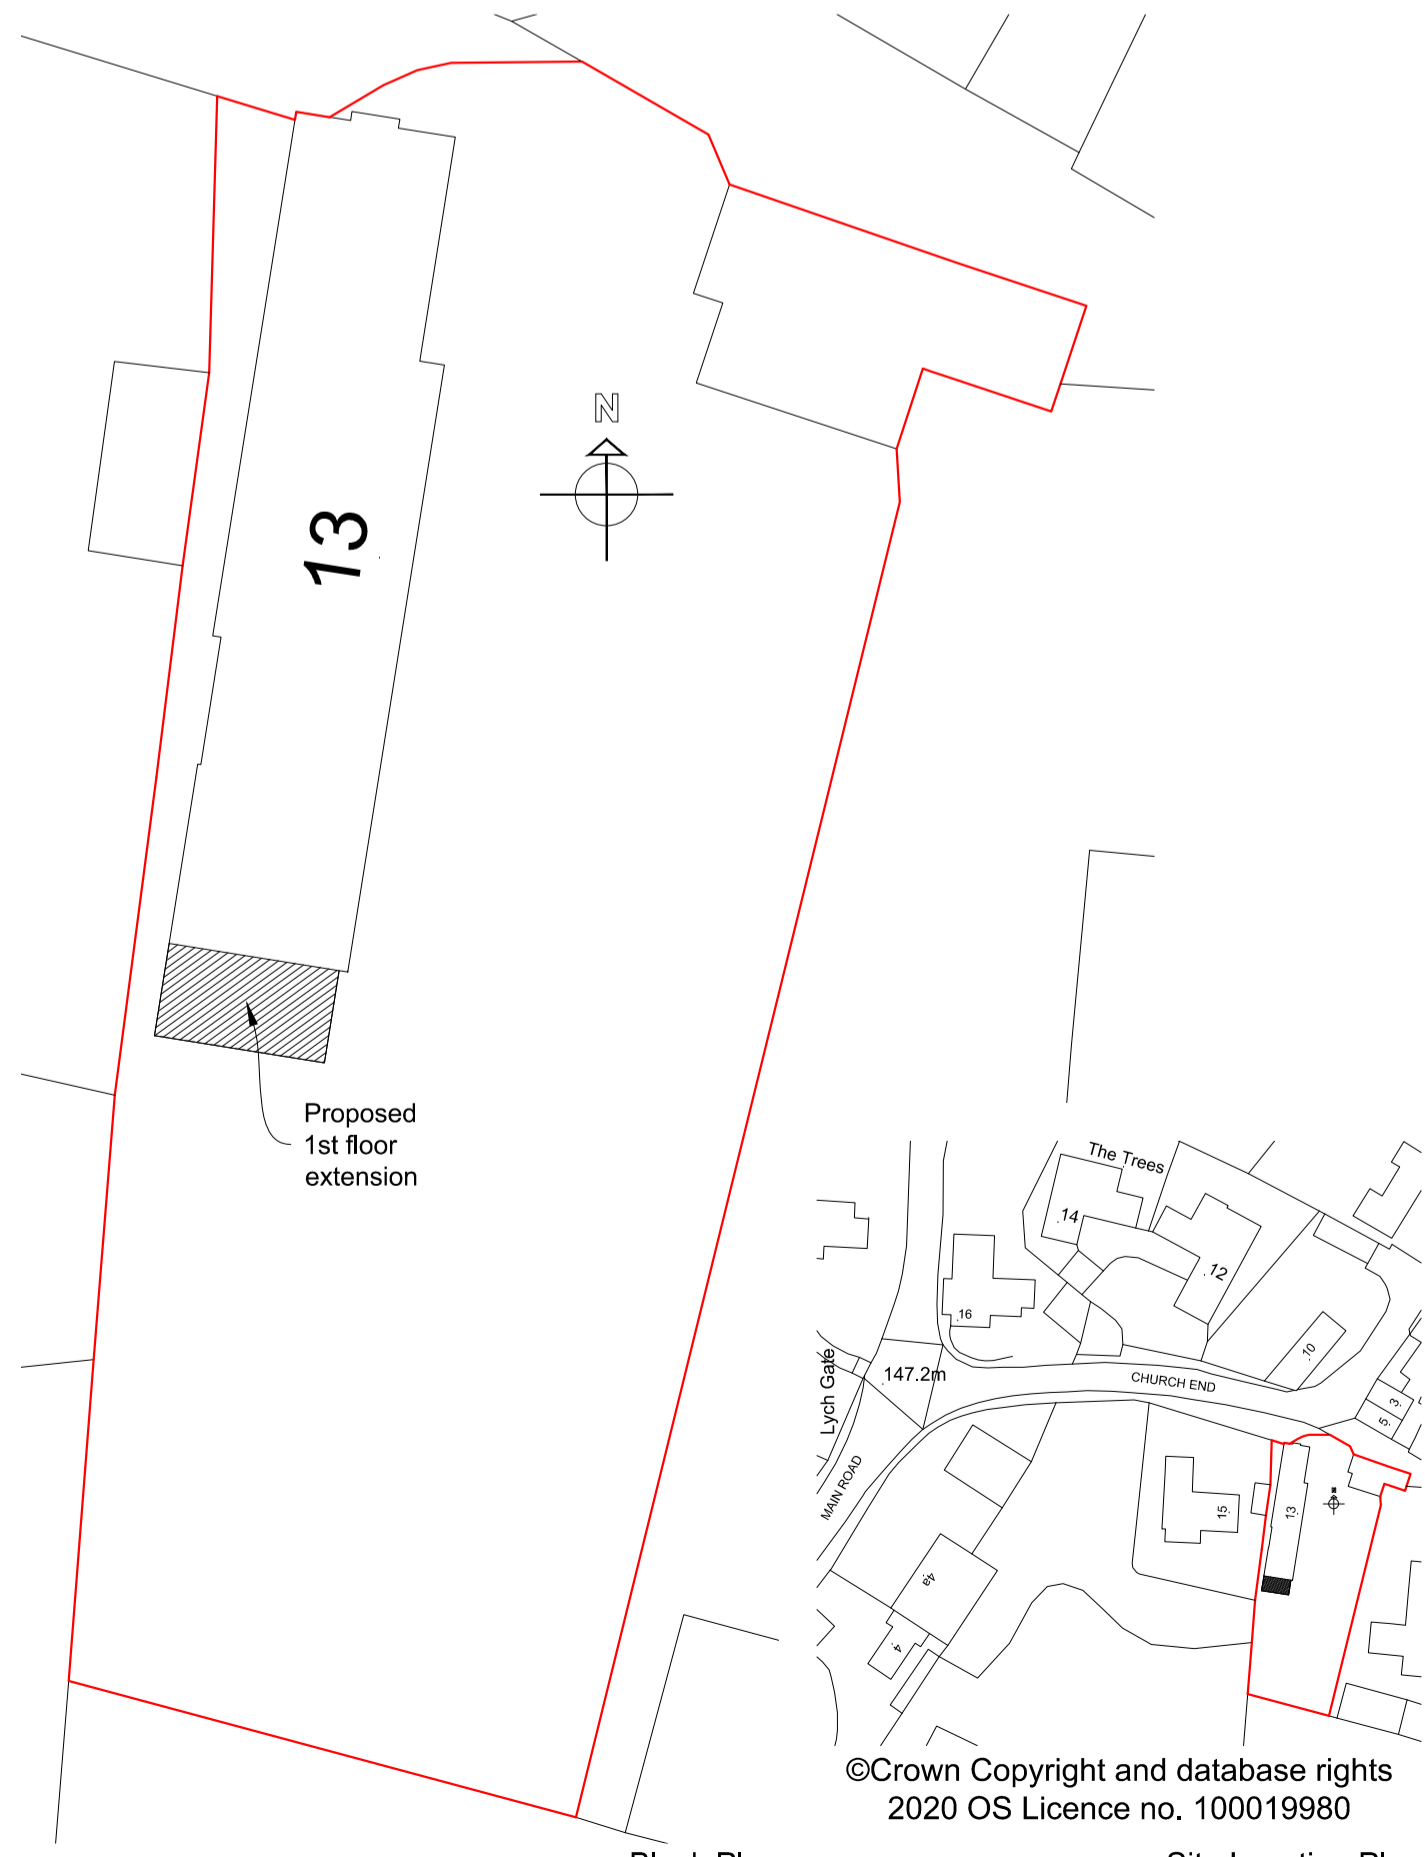 N
13
Proposed
1st floor
extension
The Trees
14
12
16
10
Lych Gate
147.2m
CHURCH END
3
5
MAIN ROAD
15
13
4a
4
©Crown Copyright and database rights
2020 OS Licence no. 100019980